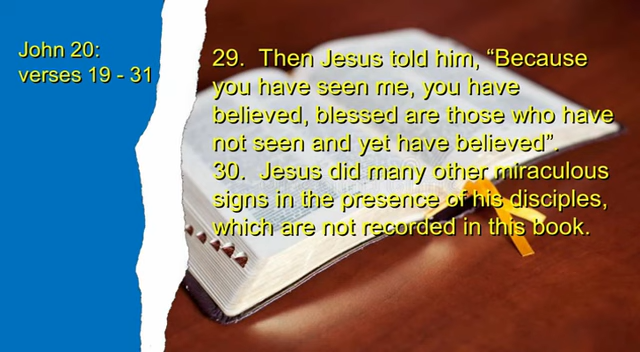 John 20:
verses 19 - 31
29.  Then Jesus told him, “Because
you have seen me, you have
believed, blessed are those who have
not seen and yet have believed”.
30.  Jesus did many other miraculous
signs in the presence of his disciples,
which are not recorded in this book.